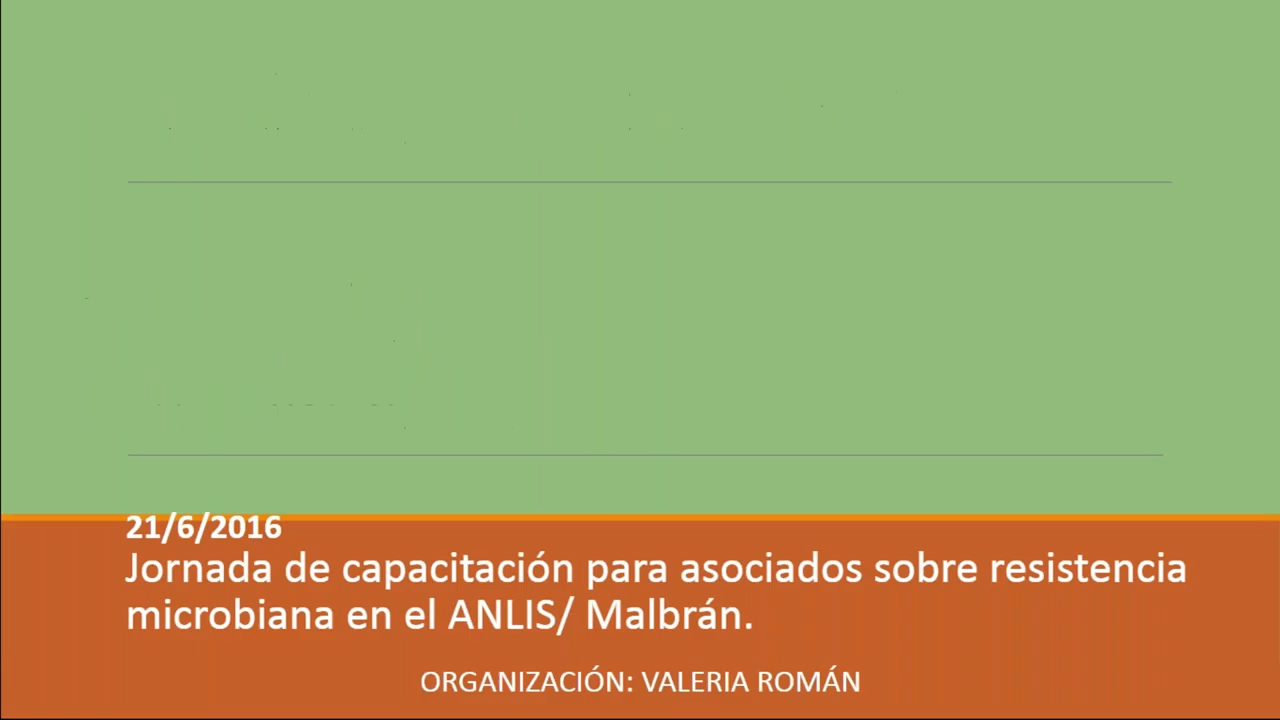 21/6/2016
Jornada de capacitación para asociados sobre resistencia
microbiana en el ANLIS/ Malbrán.
ORGANIZACIÓN: VALERIA ROMÁN